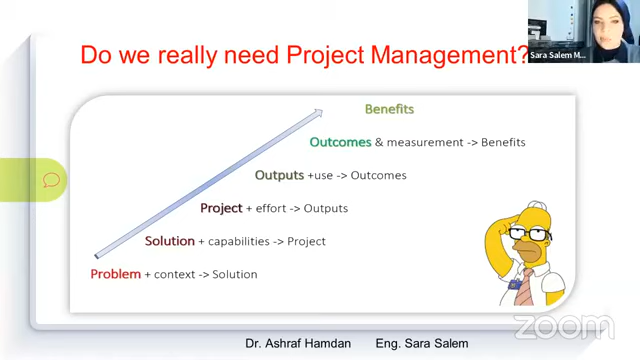 Do we really need Project Management?
Sara Salem M...
Benefits
Outcomes & measurement -> Benefits
Outputs +use -> Outcomes
Project + effort -> Outputs
Solution + capabilities -> Project
Problem + context -> Solution
zoom
Dr. Ashraf Hamdan Eng. Sara Salem